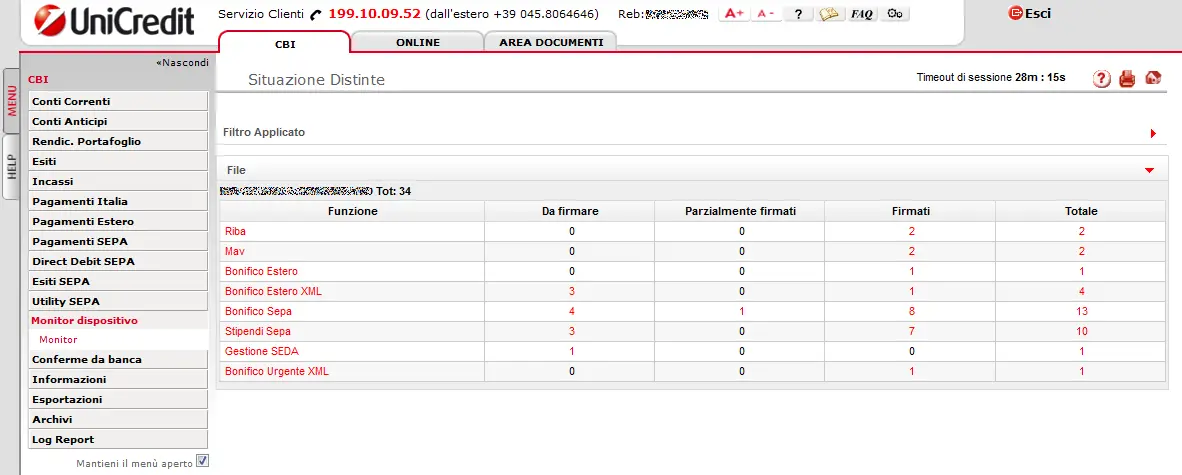 UniCredit Servizio Clienti 199.10.09.52 (dall'estero +39 045.8064646) Reb: A+ A- ? FAQ Esci
CBI ONLINE AREA DOCUMENTI
«Nascondi
MENU
HELP
CBI
Conti Correnti
Conti Anticipi
Rendic. Portafoglio
Esiti
Incassi
Pagamenti Italia
Pagamenti Estero
Pagamenti SEPA
Direct Debit SEPA
Esiti SEPA
Utility SEPA
Monitor dispositivo
Monitor
Conferme da banca
Informazioni
Esportazioni
Archivi
Log Report
Mantieni il menù aperto
Situazione Distinte Timeout di sessione 28m : 15s ?
Filtro Applicato
File
Tot: 34
Funzione Da firmare Parzialmente firmati Firmati Totale
Riba 0 0 2 2
Mav 0 0 2 2
Bonifico Estero 0 0 1 1
Bonifico Estero XML 3 0 1 4
Bonifico Sepa 4 1 8 13
Stipendi Sepa 3 0 7 10
Gestione SEDA 1 0 0 1
Bonifico Urgente XML 0 0 1 1